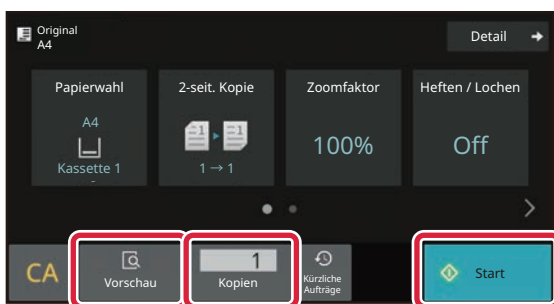 Original
A4
Detail
Papierwahl
A4
Kassette 1
2-seit. Kopie
1 → 1
Zoomfaktor
100%
Heften / Lochen
Off
CA
Vorschau
1
Kopien
Kürzliche
Aufträge
Start